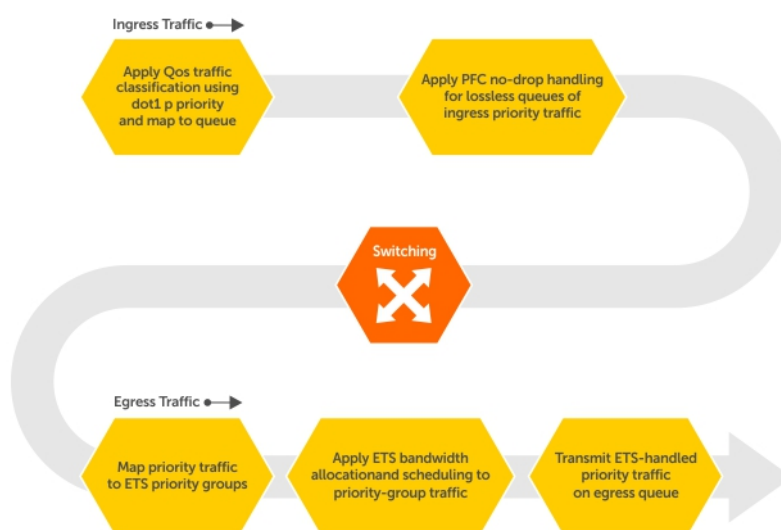 Ingress Traffic
Apply Qos traffic
classification using
dot1 p priority
and map to queue
Apply PFC no-drop handling
for lossless queues of
ingress priority traffic
Switching
Egress Traffic
Map priority traffic
to ETS priority groups
Apply ETS bandwidth
allocationand scheduling to
priority-group traffic
Transmit ETS-handled
priority traffic
on egress queue